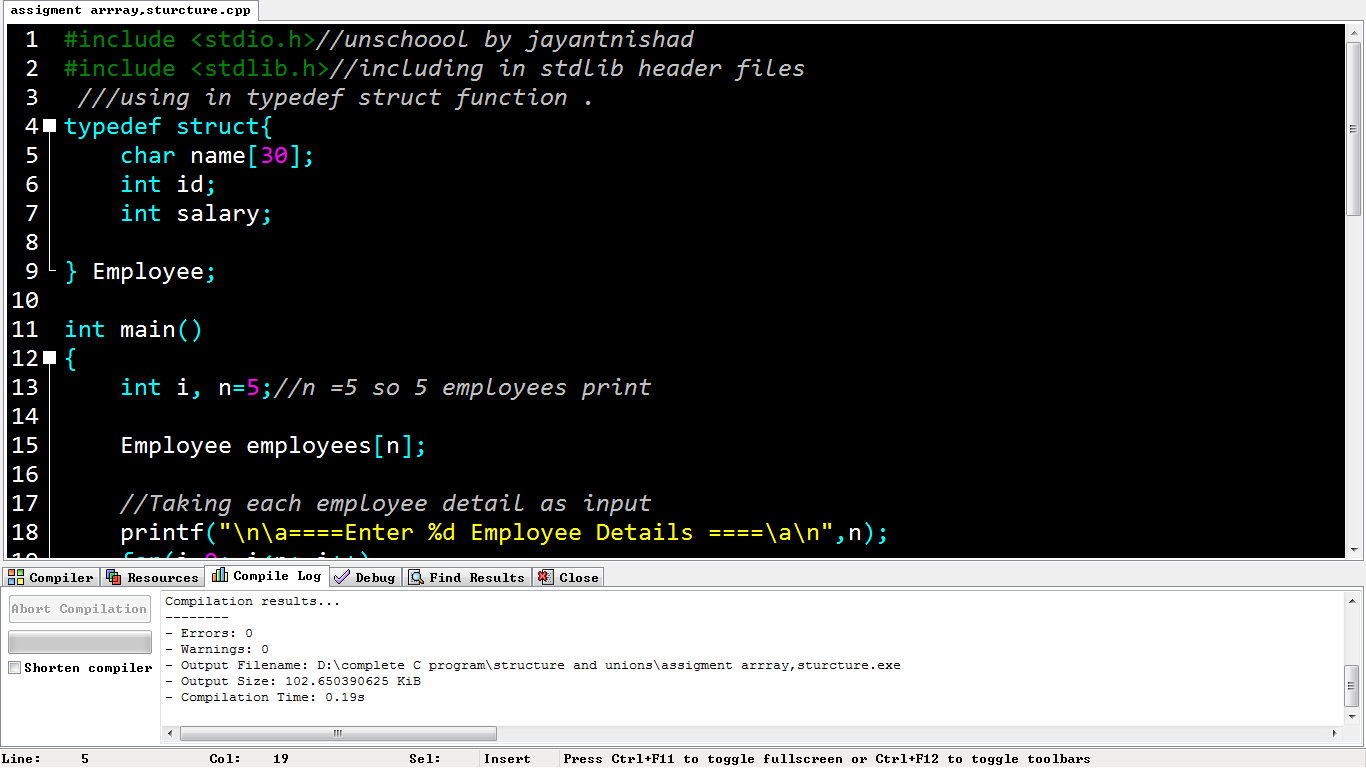 assigment arrray,sturcture.cpp
1 #include <stdio.h>//unschoool by jayantnishad
2 #include <stdlib.h>//including in stdlib header files
3 ///using in typedef struct function .
4 typedef struct{
5 char name[30];
6 int id;
7 int salary;
8
9 } Employee;
10
11 int main()
12 {
13 int i, n=5;//n =5 so 5 employees print
14
15 Employee employees[n];
16
17 //Taking each employee detail as input
18 printf("\n\a====Enter %d Employee Details ====\a\n",n);
Compiler Resources Compile Log Debug Find Results Close
Abort Compilation
Shorten compiler
Compilation results...
--------
- Errors: 0
- Warnings: 0
- Output Filename: D:\complete C program\structure and unions\assigment arrray,sturcture.exe
- Output Size: 102.650390625 KiB
- Compilation Time: 0.19s
Line: 5 Col: 19 Sel: Insert Press Ctrl+F11 to toggle fullscreen or Ctrl+F12 to toggle toolbars